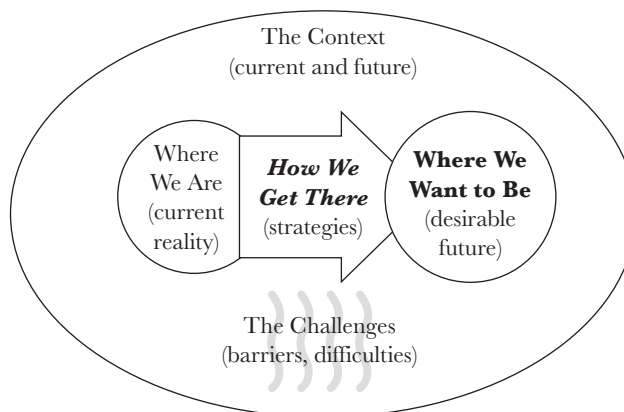 The Context
(current and future)
Where
We Are
(current
reality)
How We
Get There
(strategies)
Where We
Want to Be
(desirable
future)
The Challenges
(barriers, difficulties)